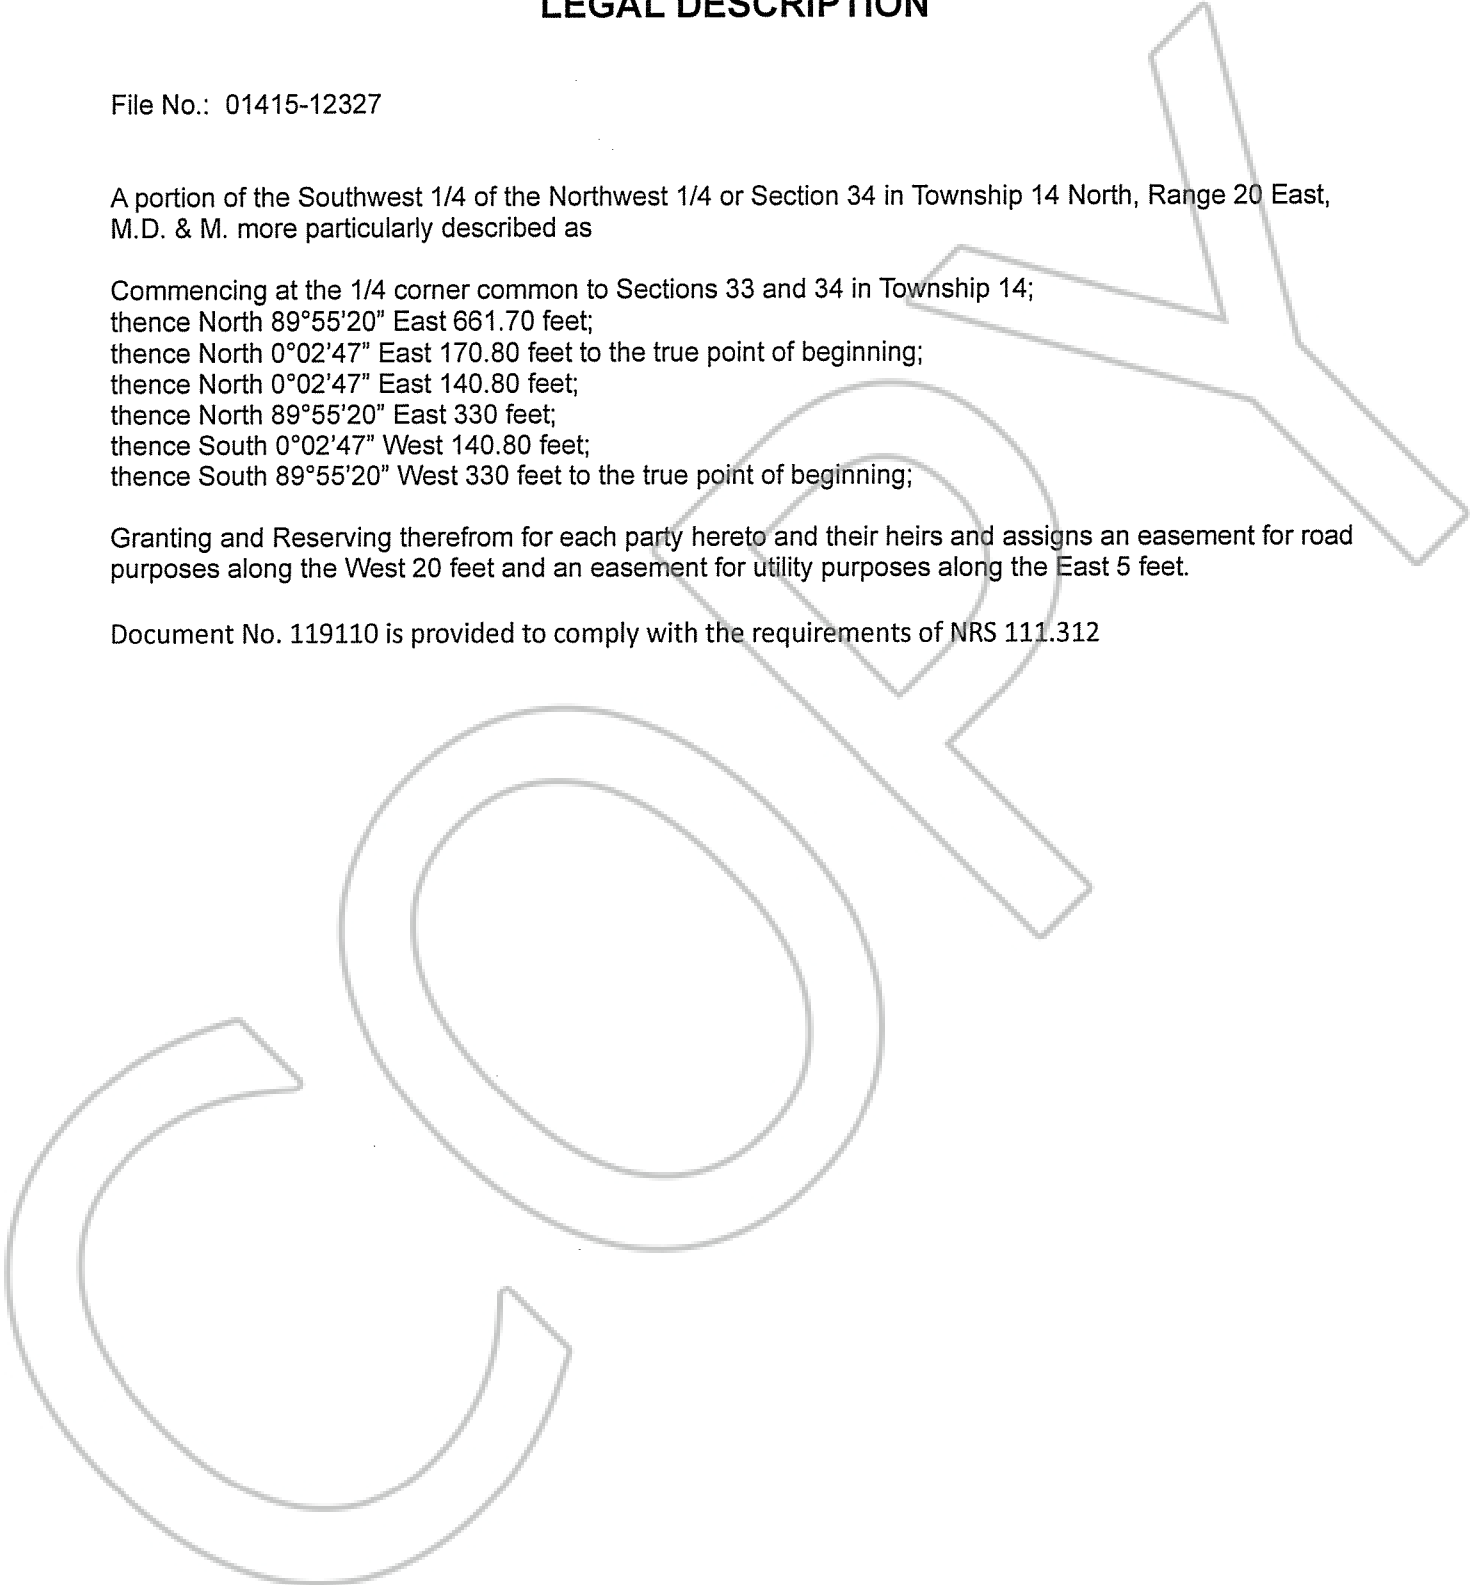 LEGAL DESCRIPTION
File No.: 01415-12327
A portion of the Southwest 1/4 of the Northwest 1/4 or Section 34 in Township 14 North, Range 20 East,
M.D. & M. more particularly described as
Commencing at the 1/4 corner common to Sections 33 and 34 in Township 14;
thence North 89°55'20" East 661.70 feet;
thence North 0°02'47" East 170.80 feet to the true point of beginning;
thence North 0°02'47" East 140.80 feet;
thence North 89°55'20" East 330 feet;
thence South 0°02'47" West 140.80 feet;
thence South 89°55'20" West 330 feet to the true point of beginning;
Granting and Reserving therefrom for each party hereto and their heirs and assigns an easement for road
purposes along the West 20 feet and an easement for utility purposes along the East 5 feet.
Document No. 119110 is provided to comply with the requirements of NRS 111.312
COPY